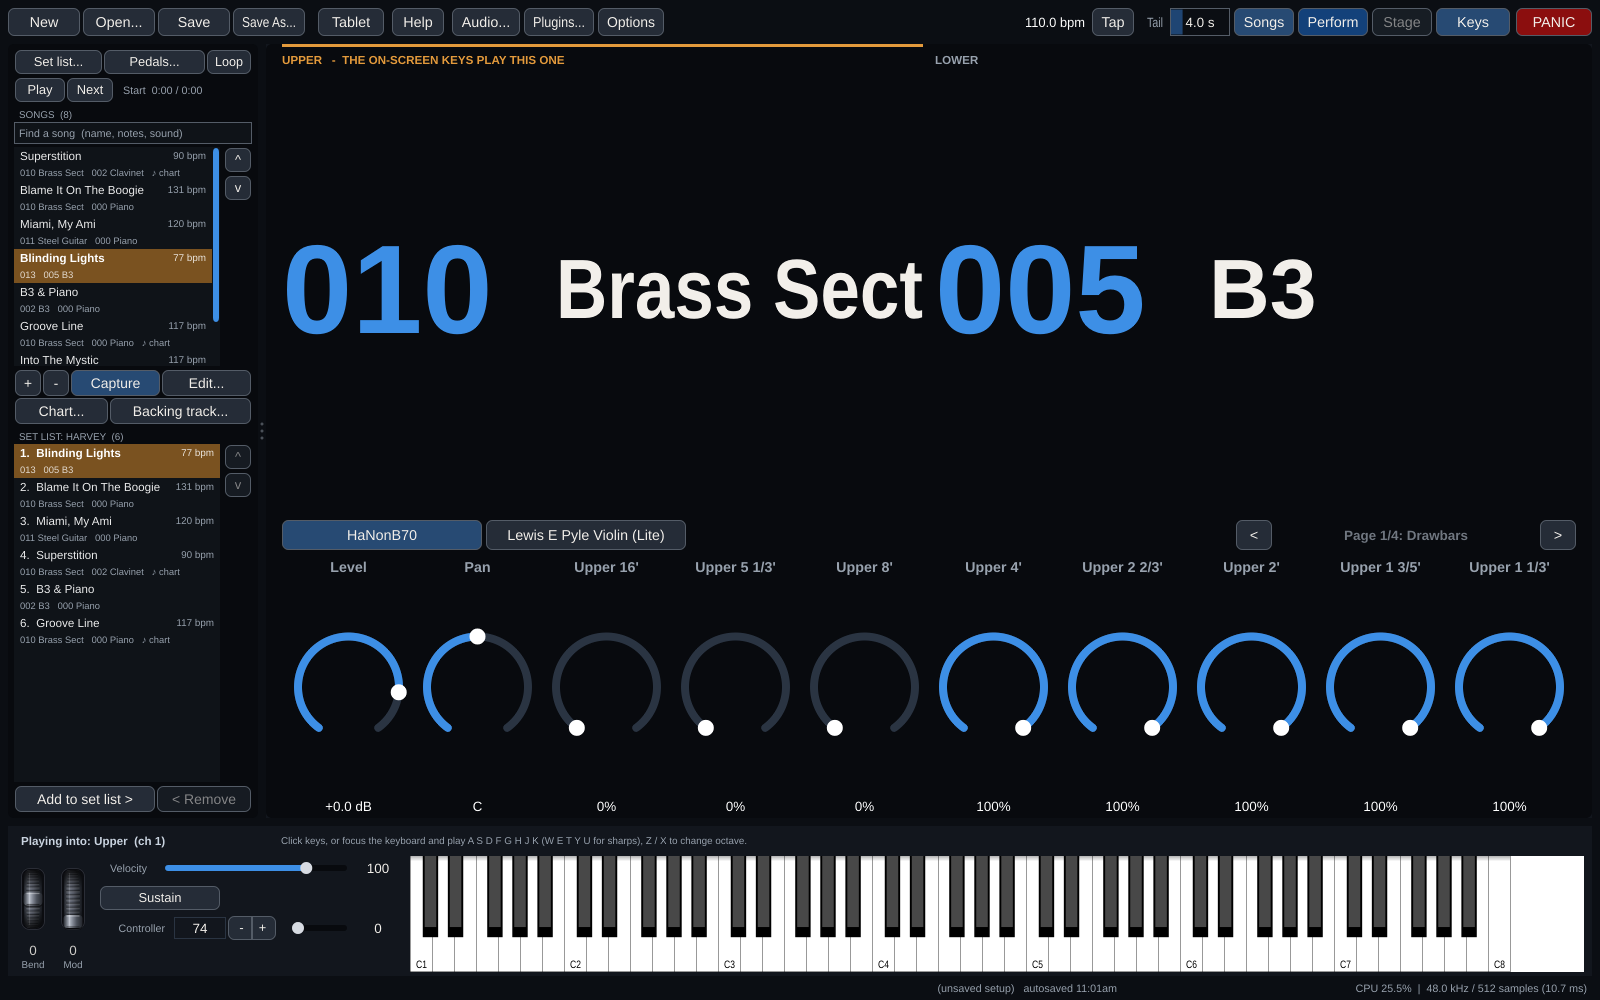 New Open... Save Save As... Tablet Help Audio... Plugins... Options 110.0 bpm Tap Tail 4.0 s Songs Perform Stage Keys PANIC
Set list... Pedals... Loop
Play Next Start 0:00 / 0:00
SONGS (8)
Find a song (name, notes, sound)
Superstition 90 bpm
010 Brass Sect 002 Clavinet ♪ chart
Blame It On The Boogie 131 bpm
010 Brass Sect 000 Piano
Miami, My Ami 120 bpm
011 Steel Guitar 000 Piano
Blinding Lights 77 bpm
013 005 B3
B3 & Piano
002 B3 000 Piano
Groove Line 117 bpm
010 Brass Sect 000 Piano ♪ chart
Into The Mystic 117 bpm
^
v
+ - Capture Edit...
Chart... Backing track...
SET LIST: HARVEY (6)
1. Blinding Lights 77 bpm
013 005 B3
2. Blame It On The Boogie 131 bpm
010 Brass Sect 000 Piano
3. Miami, My Ami 120 bpm
011 Steel Guitar 000 Piano
4. Superstition 90 bpm
010 Brass Sect 002 Clavinet ♪ chart
5. B3 & Piano
002 B3 000 Piano
6. Groove Line 117 bpm
010 Brass Sect 000 Piano ♪ chart
^
v
Add to set list > < Remove
UPPER - THE ON-SCREEN KEYS PLAY THIS ONE LOWER
010 Brass Sect 005 B3
HaNonB70 Lewis E Pyle Violin (Lite) < Page 1/4: Drawbars >
Level Pan Upper 16' Upper 5 1/3' Upper 8' Upper 4' Upper 2 2/3' Upper 2' Upper 1 3/5' Upper 1 1/3'
+0.0 dB C 0% 0% 0% 100% 100% 100% 100% 100%
Playing into: Upper (ch 1) Click keys, or focus the keyboard and play A S D F G H J K (W E T Y U for sharps), Z / X to change octave.
Velocity 100
Sustain
Controller 74 - + 0
0 0
Bend Mod
C1 C2 C3 C4 C5 C6 C7 C8
(unsaved setup) autosaved 11:01am CPU 25.5% | 48.0 kHz / 512 samples (10.7 ms)